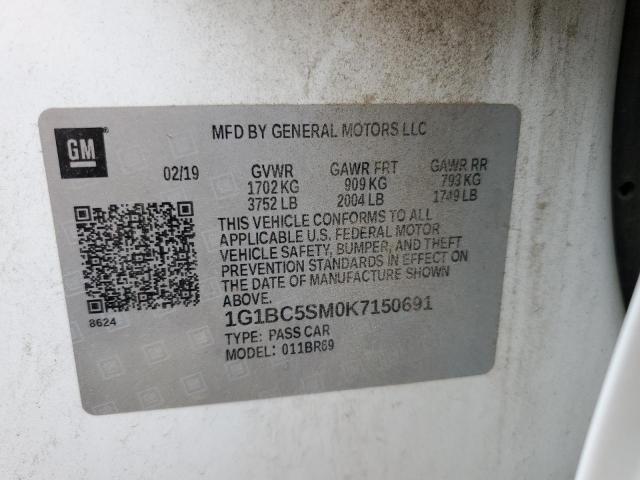 GM
MFD BY GENERAL MOTORS LLC
02/19 GVWR GAWR FRT GAWR RR
1702 KG 909 KG 793 KG
3752 LB 2004 LB 1749 LB
THIS VEHICLE CONFORMS TO ALL
APPLICABLE U.S. FEDERAL MOTOR
VEHICLE SAFETY, BUMPER, AND THEFT
PREVENTION STANDARDS IN EFFECT ON
THE DATE OF MANUFACTURE SHOWN
ABOVE.
8624
1G1BC5SM0K7150691
TYPE: PASS CAR
MODEL: 011BR69